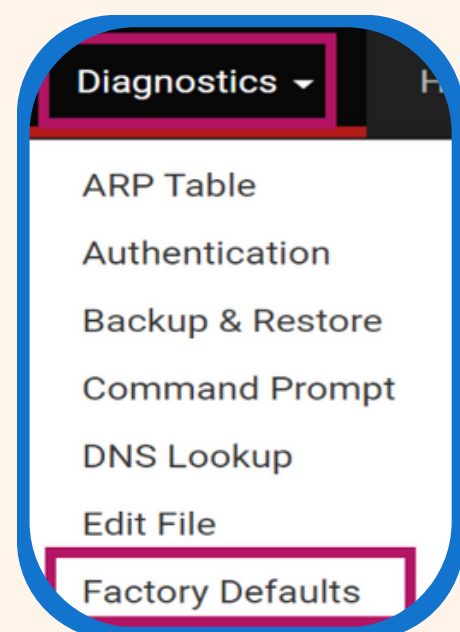 Diagnostics
ARP Table
Authentication
Backup & Restore
Command Prompt
DNS Lookup
Edit File
Factory Defaults